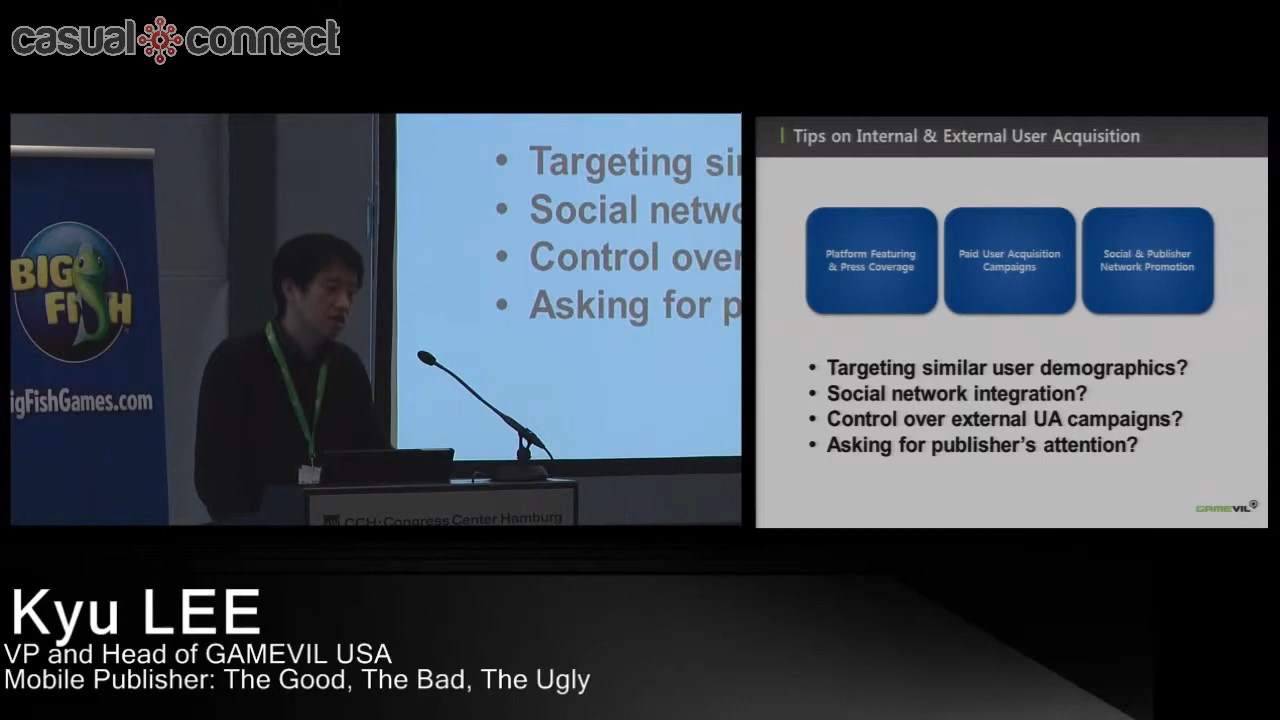 casual connect
BIG
FISH
igFishGames.com
• Targeting si
• Social netwo
• Control over
• Asking for p
CCH·Congress Center Hamburg
Tips on Internal & External User Acquisition
Platform Featuring
& Press Coverage
Paid User Acquisition
Campaigns
Social & Publisher
Network Promotion
• Targeting similar user demographics?
• Social network integration?
• Control over external UA campaigns?
• Asking for publisher's attention?
GAMEVIL
Kyu LEE
VP and Head of GAMEVIL USA
Mobile Publisher: The Good, The Bad, The Ugly